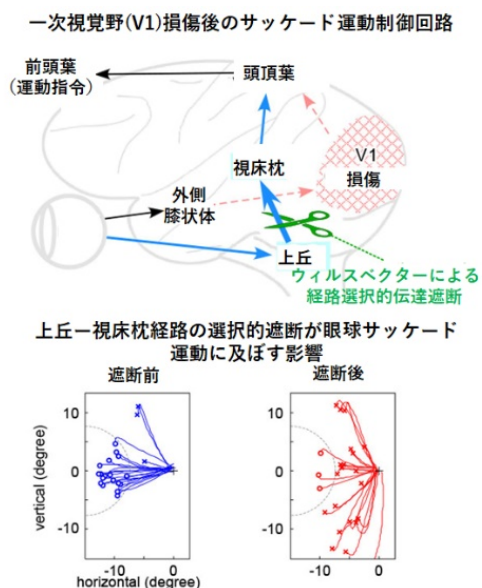 一次視覚野(V1)損傷後のサッケード運動制御回路
前頭葉
(運動指令)
頭頂葉
V1
損傷
視床枕
外側
膝状体
上丘
ウィルスベクターによる
経路選択的伝達遮断
上丘ー視床枕経路の選択的遮断が眼球サッケード
運動に及ぼす影響
遮断前
遮断後
vertical (degree)
10
0
-10
-10
0
horizontal (degree)
10
0
-10
-10
0